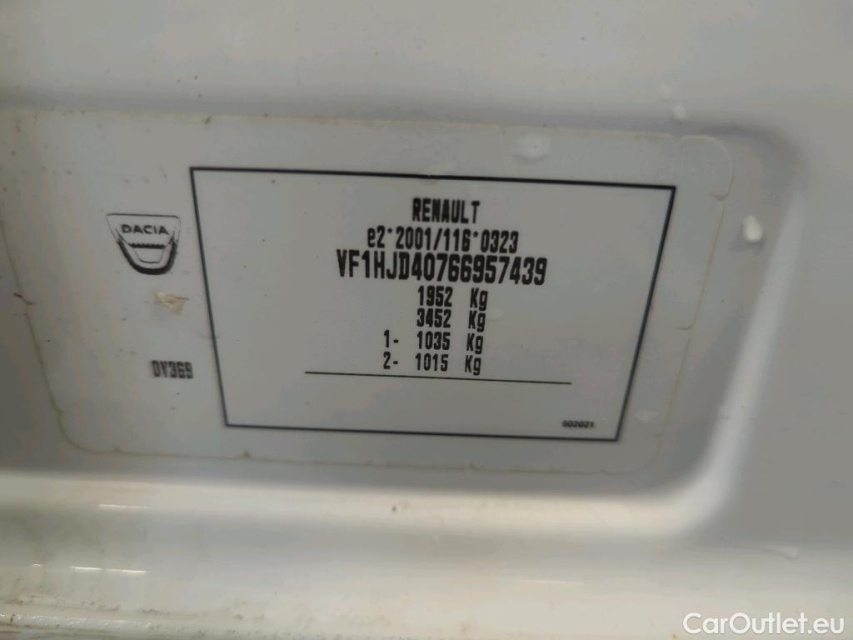 RENAULT
e2*2001/116*0323
DACIA
VF1HJD40766957439
1952 Kg
3452 Kg
1- 1035 Kg
2- 1015 Kg
DV369
CarOutlet.eu